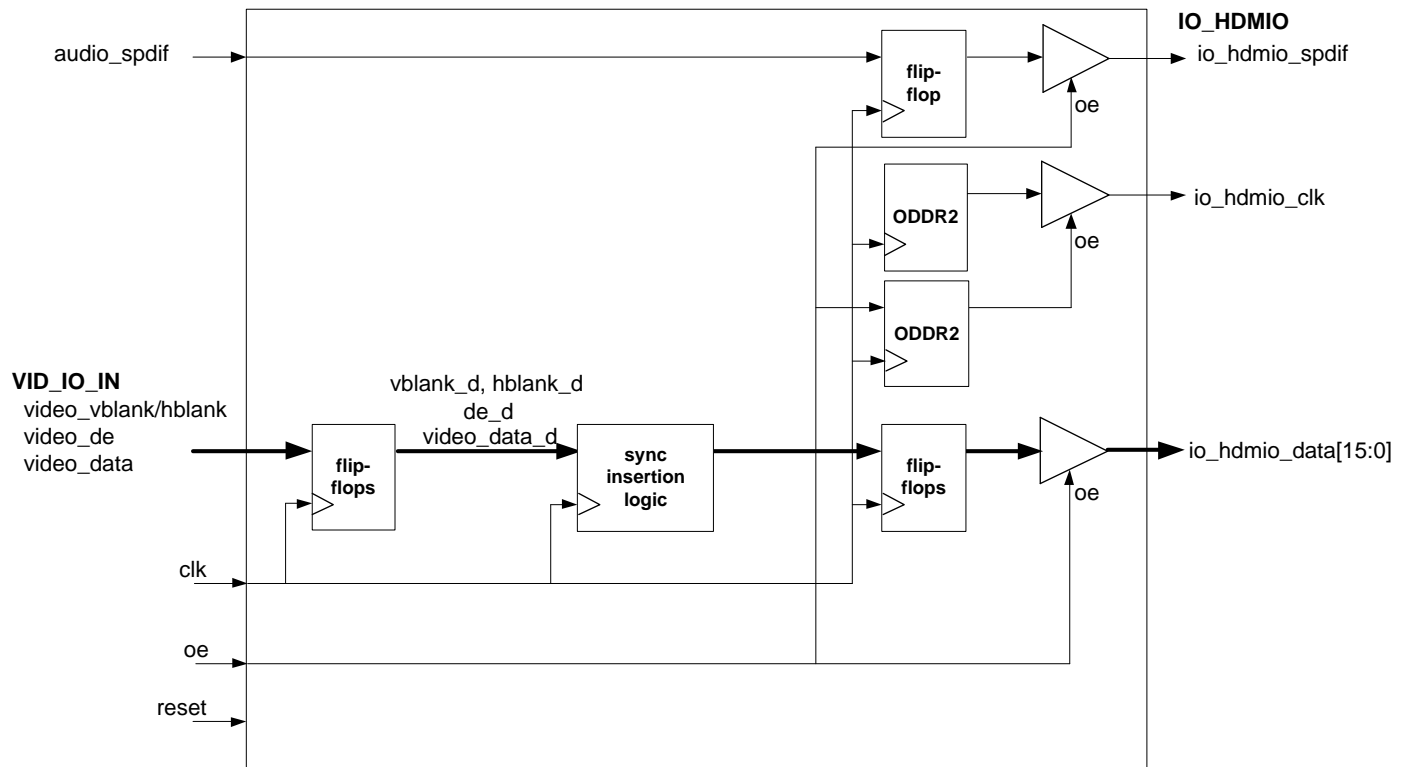 IO_HDMIO
audio_spdif
io_hdmio_spdif
flip-
flop
oe
ODDR2
io_hdmio_clk
oe
ODDR2
VID_IO_IN
video_vblank/hblank
video_de
video_data
vblank_d, hblank_d
de_d
video_data_d
flip-
flops
sync
insertion
logic
flip-
flops
io_hdmio_data[15:0]
oe
clk
oe
reset